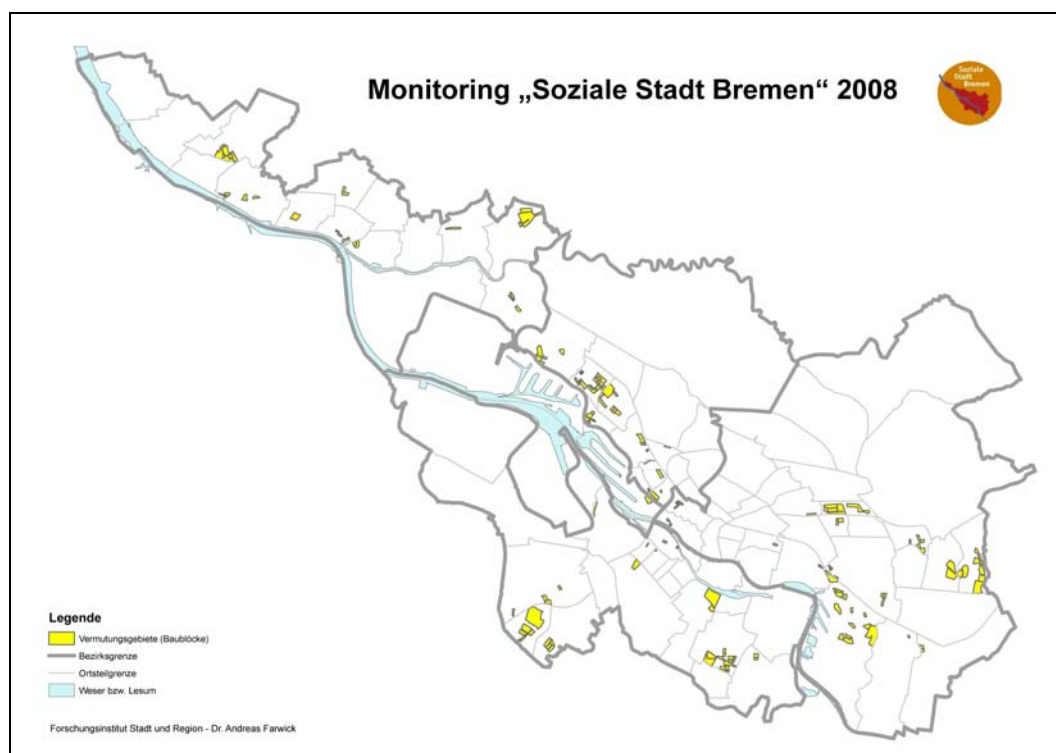 Monitoring „Soziale Stadt Bremen“ 2008
Soziale
Stadt
Bremen
Legende
Vermutungsgebiete (Baublöcke)
Bezirksgrenze
Ortsteilgrenze
Weser bzw. Lesum
Forschungsinstitut Stadt und Region - Dr. Andreas Farwick